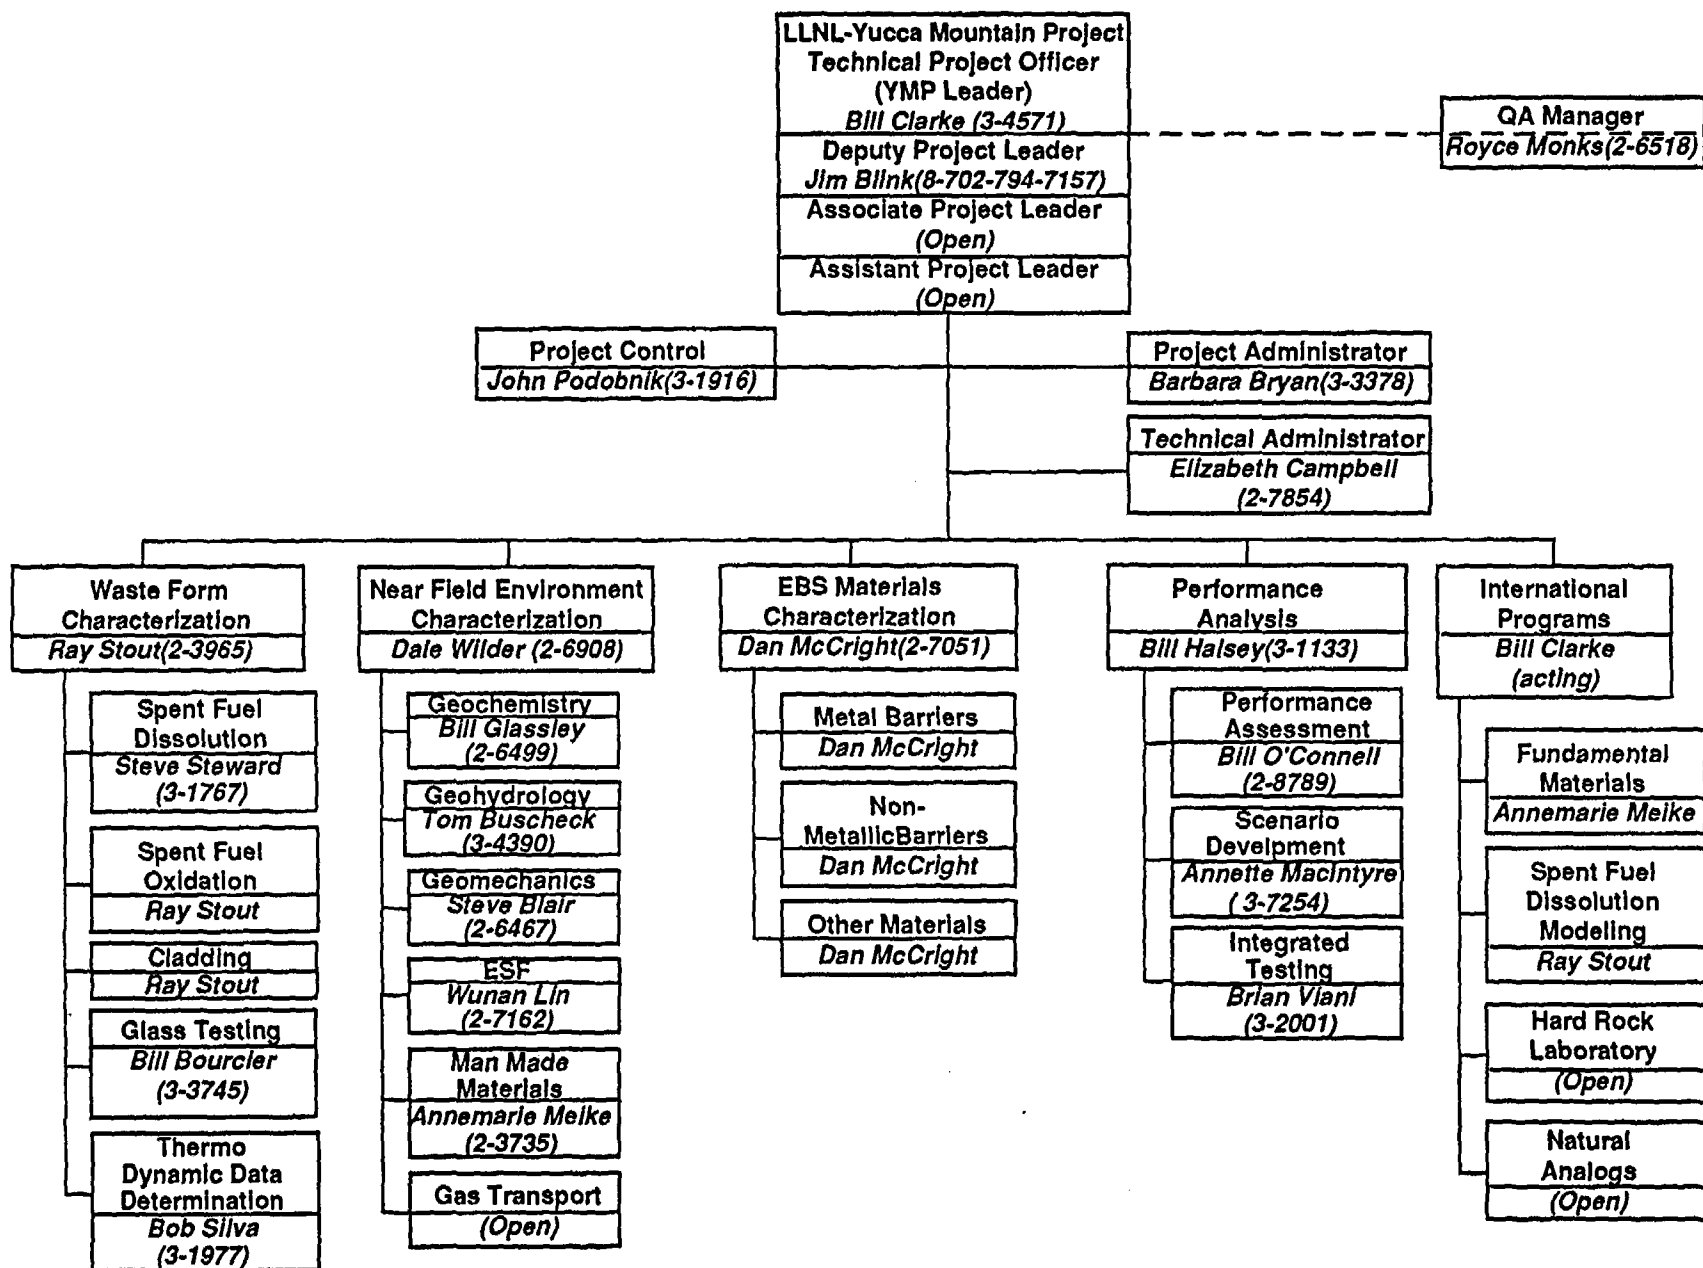 LLNL-Yucca Mountain Project
Technical Project Officer
(YMP Leader)
Bill Clarke (3-4571)
Deputy Project Leader
Jim Blink(8-702-794-7157)
Associate Project Leader
(Open)
Assistant Project Leader
(Open)
QA Manager
Royce Monks(2-6518)
Project Control
John Podobnik(3-1916)
Project Administrator
Barbara Bryan(3-3378)
Technical Administrator
Elizabeth Campbell
(2-7854)
Waste Form
Characterization
Ray Stout(2-3965)
Spent Fuel
Dissolution
Steve Steward
(3-1767)
Spent Fuel
Oxidation
Ray Stout
Cladding
Ray Stout
Glass Testing
Bill Bourcier
(3-3745)
Thermo
Dynamic Data
Determination
Bob Silva
(3-1977)
Near Field Environment
Characterization
Dale Wilder (2-6908)
Geochemistry
Bill Glassley
(2-6499)
Geohydrology
Tom Buscheck
(3-4390)
Geomechanics
Steve Blair
(2-6467)
ESF
Wunan Lin
(2-7162)
Man Made
Materials
Annemarie Meike
(2-3735)
Gas Transport
(Open)
EBS Materials
Characterization
Dan McCright(2-7051)
Metal Barriers
Dan McCright
Non-
MetallicBarriers
Dan McCright
Other Materials
Dan McCright
Performance
Analysis
Bill Halsey(3-1133)
Performance
Assessment
Bill O'Connell
(2-8789)
Scenario
Develpment
Annette MacIntyre
( 3-7254)
Integrated
Testing
Brian Viani
(3-2001)
International
Programs
Bill Clarke
(acting)
Fundamental
Materials
Annemarie Meike
Spent Fuel
Dissolution
Modeling
Ray Stout
Hard Rock
Laboratory
(Open)
Natural
Analogs
(Open)